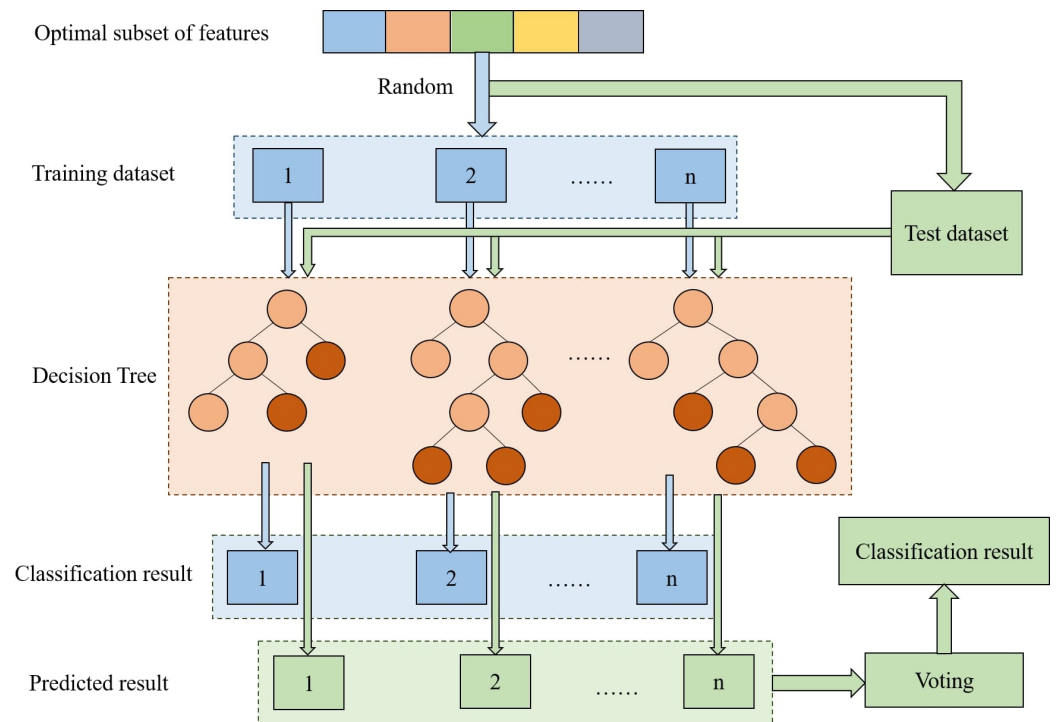 Optimal subset of features
Random
Training dataset
1
2
......
n
Test dataset
Decision Tree
......
Classification result
1
2
......
n
Classification result
Predicted result
1
2
......
n
Voting